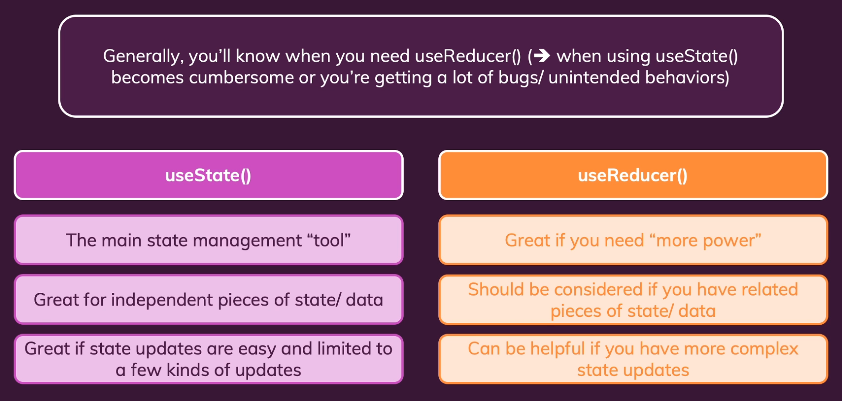 Generally, you'll know when you need useReducer() (➔ when using useState()
becomes cumbersome or you're getting a lot of bugs/ unintended behaviors)
useState()
useReducer()
The main state management “tool”
Great if you need “more power”
Great for independent pieces of state/ data
Should be considered if you have related
pieces of state/ data
Great if state updates are easy and limited to
a few kinds of updates
Can be helpful if you have more complex
state updates